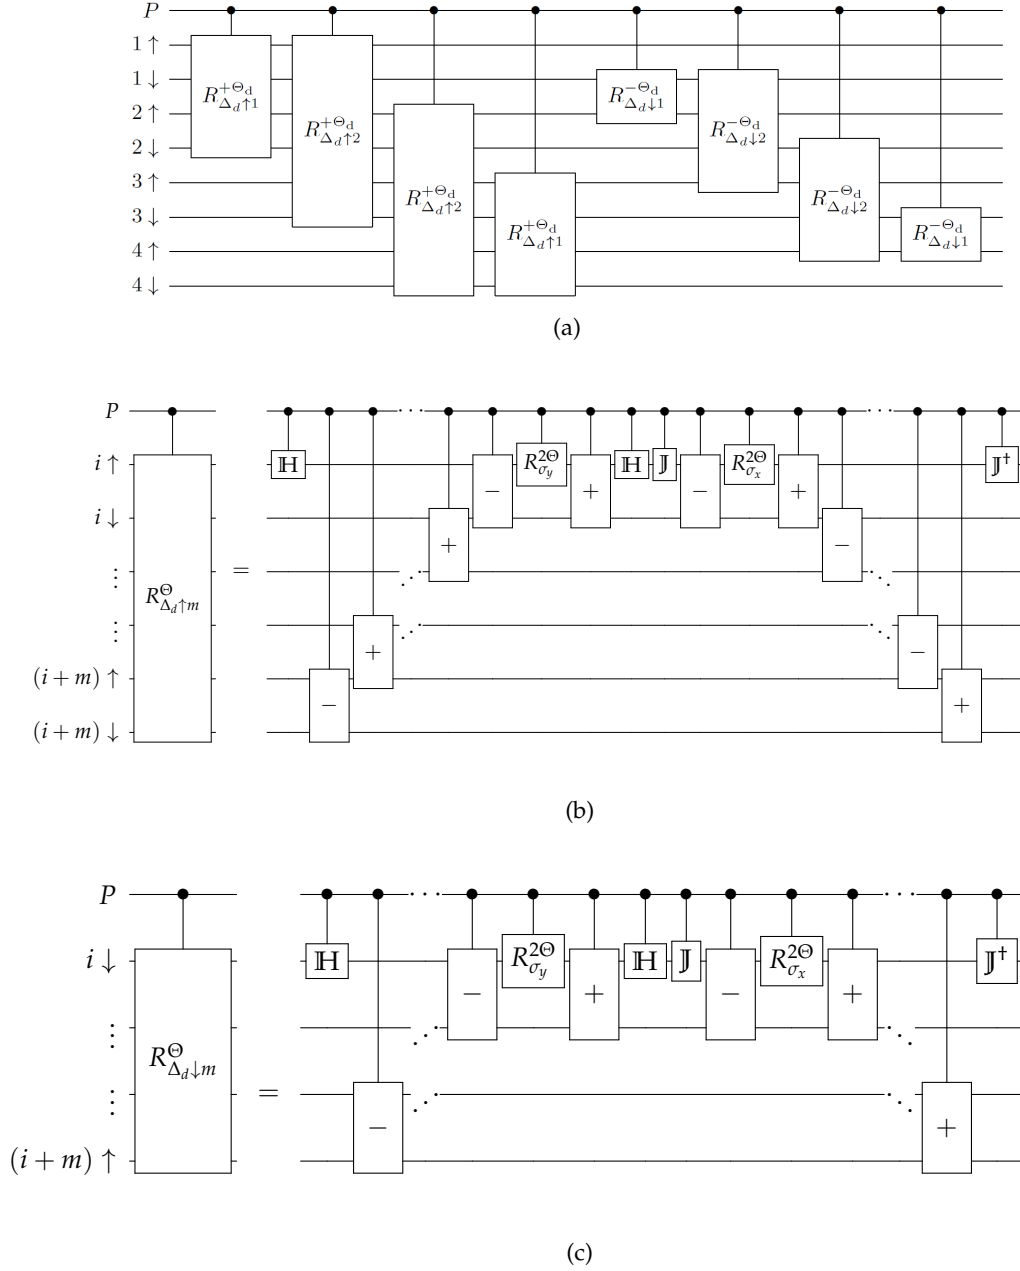 P
1 ↑
1 ↓
2 ↑
2 ↓
3 ↑
3 ↓
4 ↑
4 ↓
R^{+Θ_d}_{Δ_d↑1}
R^{+Θ_d}_{Δ_d↑2}
R^{+Θ_d}_{Δ_d↑2}
R^{+Θ_d}_{Δ_d↑1}
R^{−Θ_d}_{Δ_d↓1}
R^{−Θ_d}_{Δ_d↓2}
R^{−Θ_d}_{Δ_d↓2}
R^{−Θ_d}_{Δ_d↓1}
(a)
P ··· ···
i ↑ ℍ R^{2Θ}_{σ_y} ℍ 𝕁 R^{2Θ}_{σ_x} 𝕁†
− + − +
i ↓
+ −
⋮ ⋰ ⋱
R^Θ_{Δ_d↑m} =
⋮ ⋰ ⋱
+ −
(i + m) ↑
− +
(i + m) ↓
(b)
P ··· ···
i ↓ ℍ R^{2Θ}_{σ_y} ℍ 𝕁 R^{2Θ}_{σ_x} 𝕁†
− + − +
⋮ ⋰ ⋱
R^Θ_{Δ_d↓m} =
⋮ ⋰ ⋱
− +
(i + m) ↑
(c)